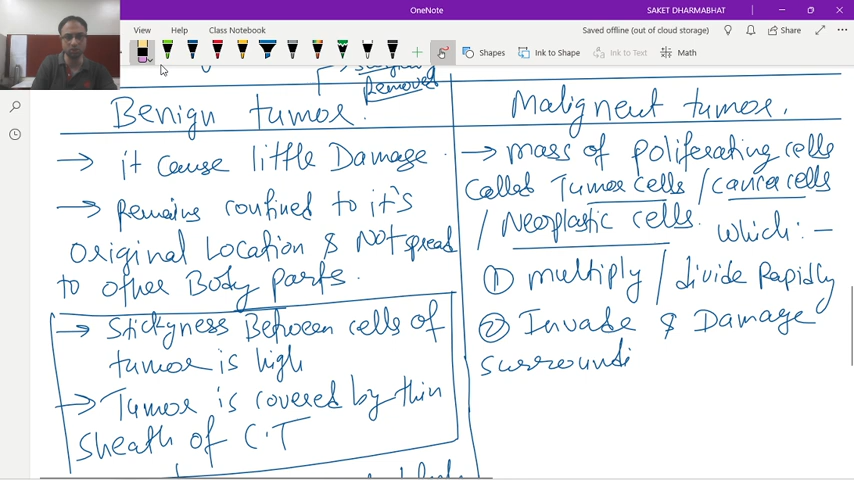 OneNote
SAKET DHARMABHAT
View Help Class Notebook
Saved offline (out of cloud storage)
Share
Shapes
Ink to Shape
Ink to Text
Math
Removed
Benign tumor.
→ it cause little Damage.
→ Remains confined to it's
Original Location & Not spread
to other Body parts.
→ Stickyness Between cells of
tumor is high
→ Tumor is covered by thin
Sheath of C.T
Malignent tumor.
→ mass of poliferating cells
Called Tumor cells / cancer cells
/ Neoplastic cells. Which: -
① multiply / divide Rapidly
② Invade & Damage
surroundi